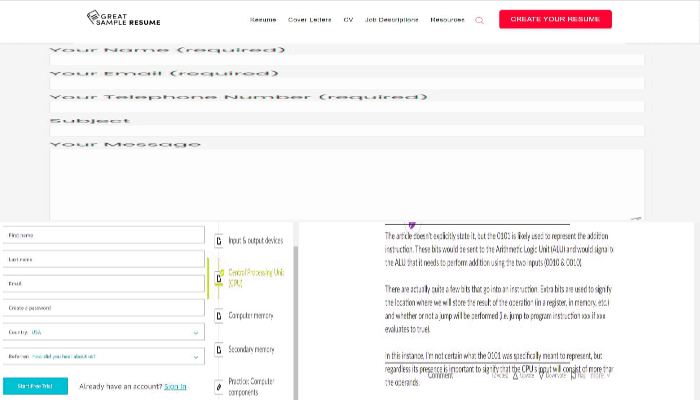 GREAT
SAMPLE RESUME
Resume Cover Letters CV Job Descriptions Resources
CREATE YOUR RESUME
Your Name (required)
Your Email (required)
Your Telephone Number (required)
Subject
Your Message
First name
Last name
Email
Create a password
Country: USA
Referrer: How did you hear about us?
Start Free Trial
Already have an account? Sign In
Input & output devices
Central Processing Unit
(CPU)
Computer memory
Secondary memory
Practice: Computer
components
The article doesn't explicitly state it, but the 0101 is likely used to represent the addition
instruction. These bits would be sent to the Arithmetic Logic Unit (ALU) and would signal to
the ALU that it needs to perform addition using the two inputs (0010 & 0010).
There are actually quite a few bits that go into an instruction. Extra bits are used to signify
the location where we will store the result of the operation (in a register, in memory, etc.)
and whether or not a jump will be performed (i.e. jump to program instruction xxx if xxx
evaluates to true).
In this instance, I'm not certain what the 0101 was specifically meant to represent, but
regardless its presence is important to signify that the CPU's input will consist of more than
the operands.
Comment Upvote Downvote Flag more